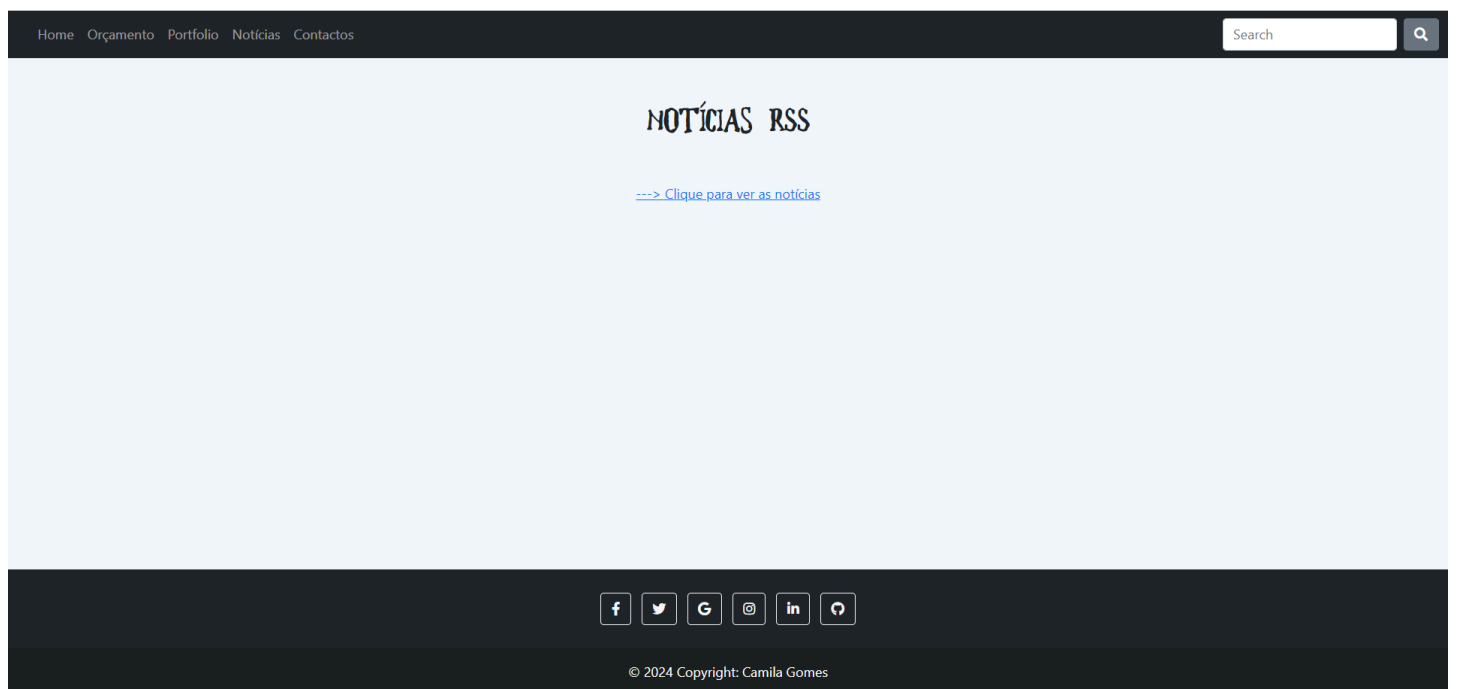 Home Orçamento Portfolio Notícias Contactos Search
NOTÍCIAS RSS
---> Clique para ver as notícias
© 2024 Copyright: Camila Gomes